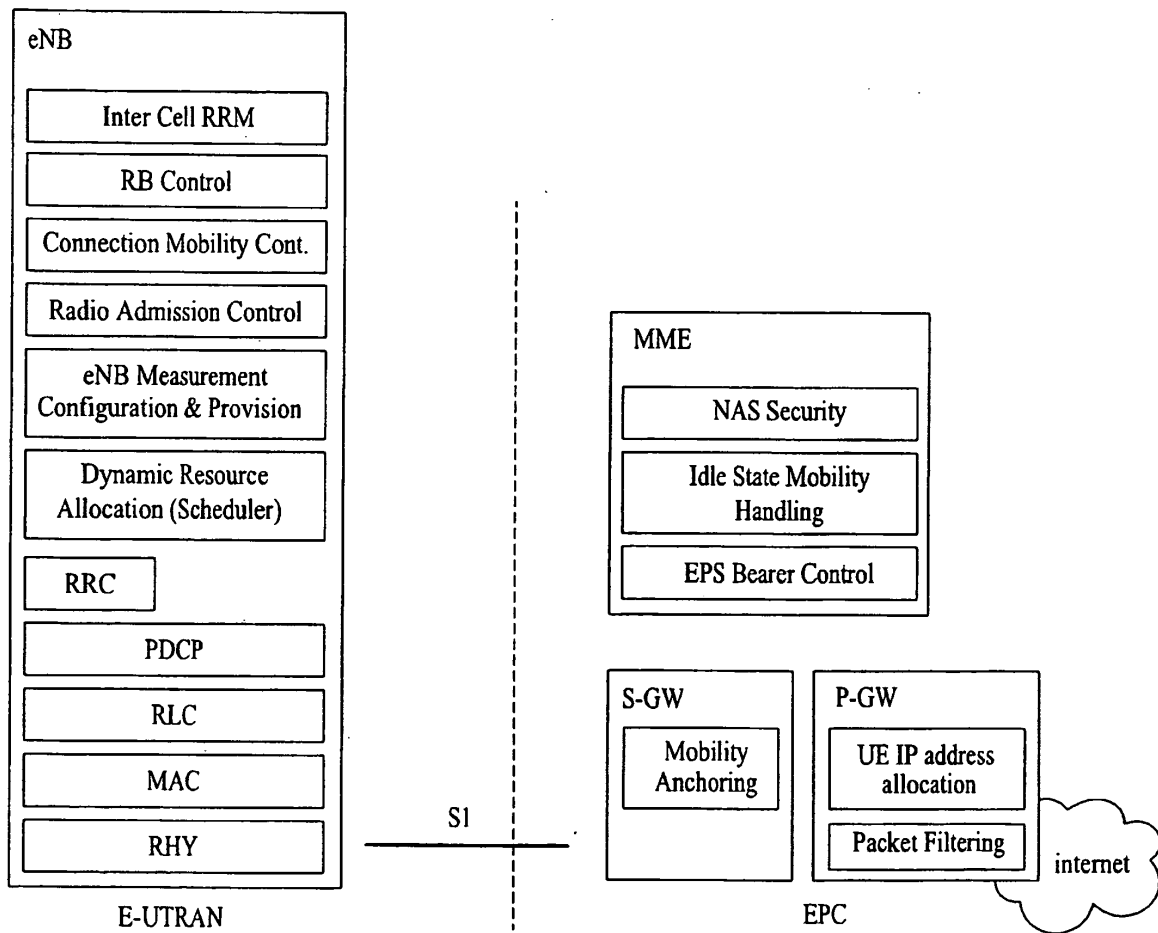 eNB
Inter Cell RRM
RB Control
Connection Mobility Cont.
Radio Admission Control
eNB Measurement
Configuration & Provision
Dynamic Resource
Allocation (Scheduler)
RRC
PDCP
RLC
MAC
RHY
E-UTRAN
S1
MME
NAS Security
Idle State Mobility
Handling
EPS Bearer Control
S-GW
Mobility
Anchoring
P-GW
UE IP address
allocation
Packet Filtering
internet
EPC